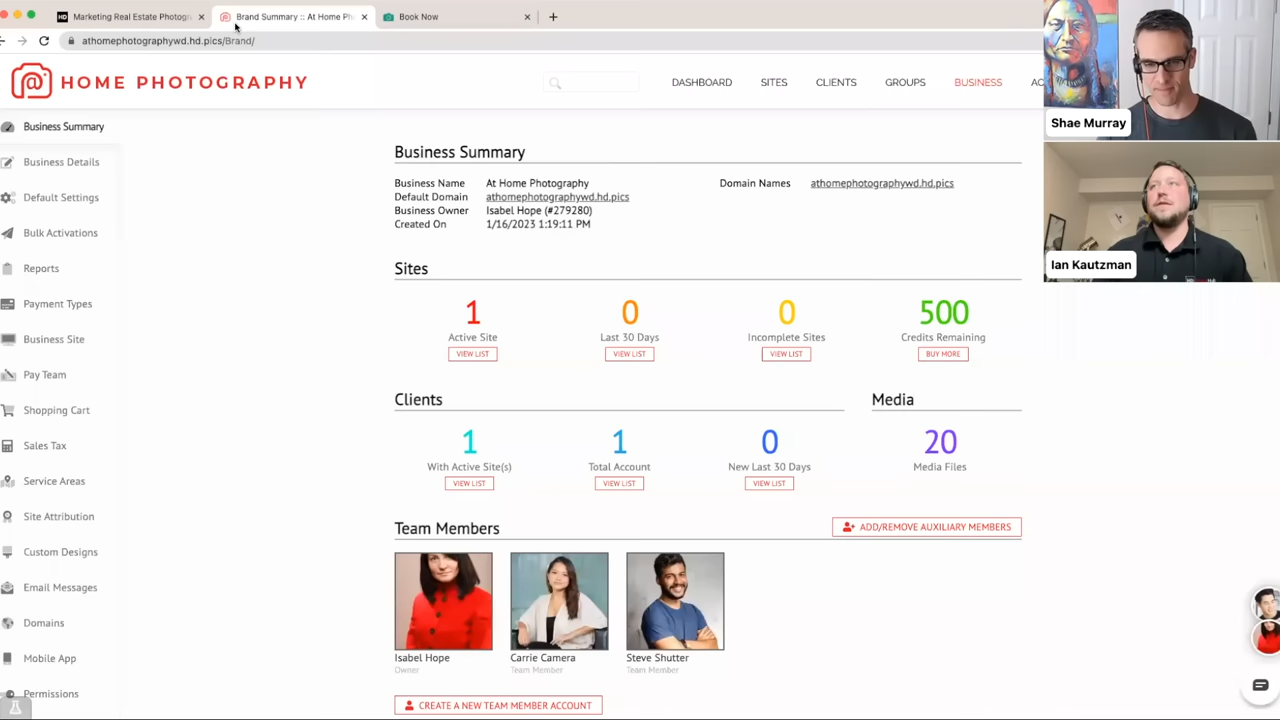 HD Marketing Real Estate Photogr
Brand Summary :: At Home Ph
Book Now
athomephotographywd.hd.pics/Brand/
@ HOME PHOTOGRAPHY
DASHBOARD
SITES
CLIENTS
GROUPS
BUSINESS
AC
Shae Murray
Ian Kautzman
Business Summary
Business Details
Default Settings
Bulk Activations
Reports
Payment Types
Business Site
Pay Team
Shopping Cart
Sales Tax
Service Areas
Site Attribution
Custom Designs
Email Messages
Domains
Mobile App
Permissions
Business Summary
Business Name At Home Photography
Domain Names athomephotographywd.hd.pics
Default Domain athomephotographywd.hd.pics
Business Owner Isabel Hope (#279280)
Created On 1/16/2023 1:19:11 PM
Sites
1 0 0 500
Active Site Last 30 Days Incomplete Sites Credits Remaining
VIEW LIST VIEW LIST VIEW LIST BUY MORE
Clients Media
1 1 0 20
With Active Site(s) Total Account New Last 30 Days Media Files
VIEW LIST VIEW LIST VIEW LIST
Team Members
ADD/REMOVE AUXILIARY MEMBERS
Isabel Hope Carrie Camera Steve Shutter
Owner Team Member Team Member
CREATE A NEW TEAM MEMBER ACCOUNT